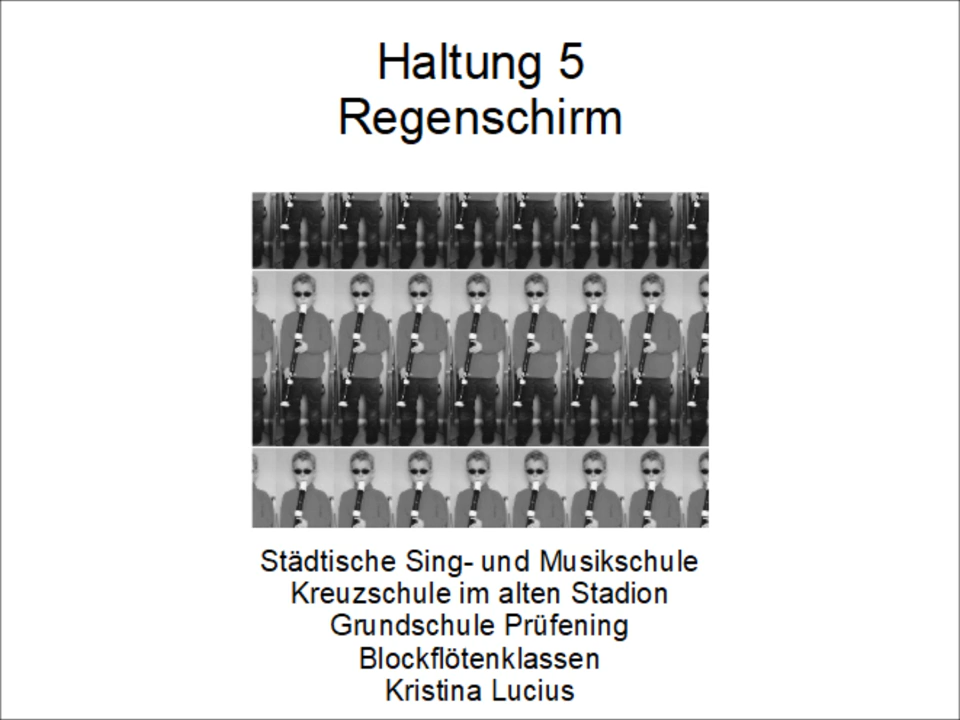 Haltung 5
Regenschirm
Städtische Sing- und Musikschule
Kreuzschule im alten Stadion
Grundschule Prüfening
Blockflötenklassen
Kristina Lucius